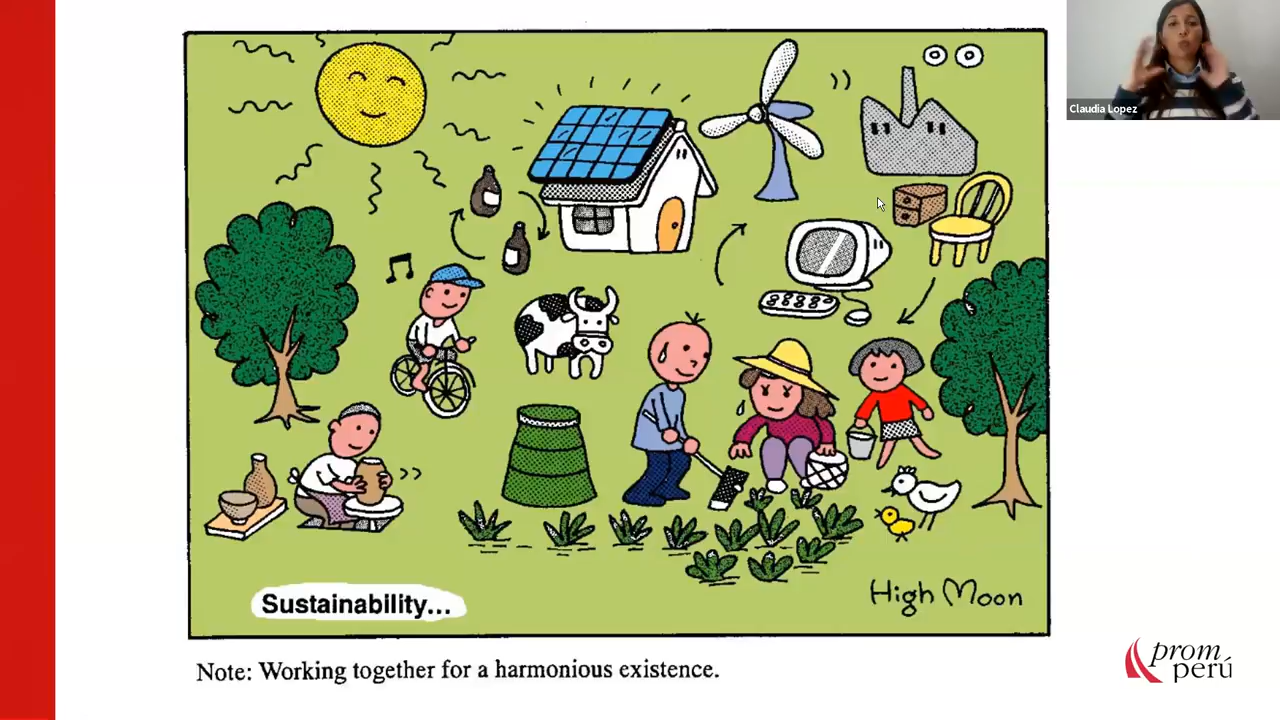 Claudia Lopez
Sustainability...
High Moon
Note: Working together for a harmonious existence.
prom
perú